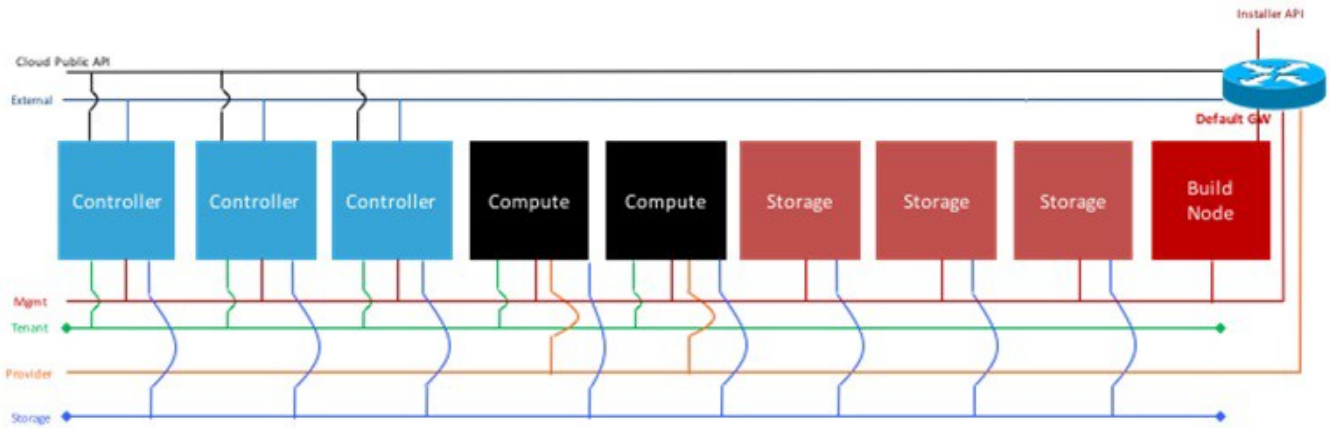 Installer API
Cloud Public API
External
Default GW
Controller
Controller
Controller
Compute
Compute
Storage
Storage
Storage
Build
Node
Mgmt
Tenant
Provider
Storage